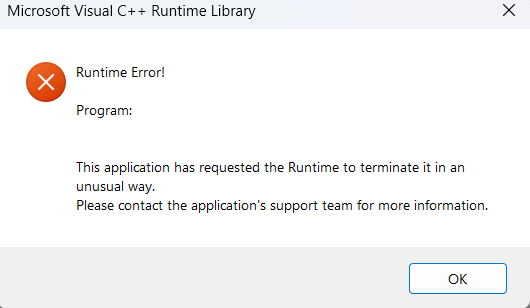 Microsoft Visual C++ Runtime Library
Runtime Error!
Program:
This application has requested the Runtime to terminate it in an
unusual way.
Please contact the application's support team for more information.
OK